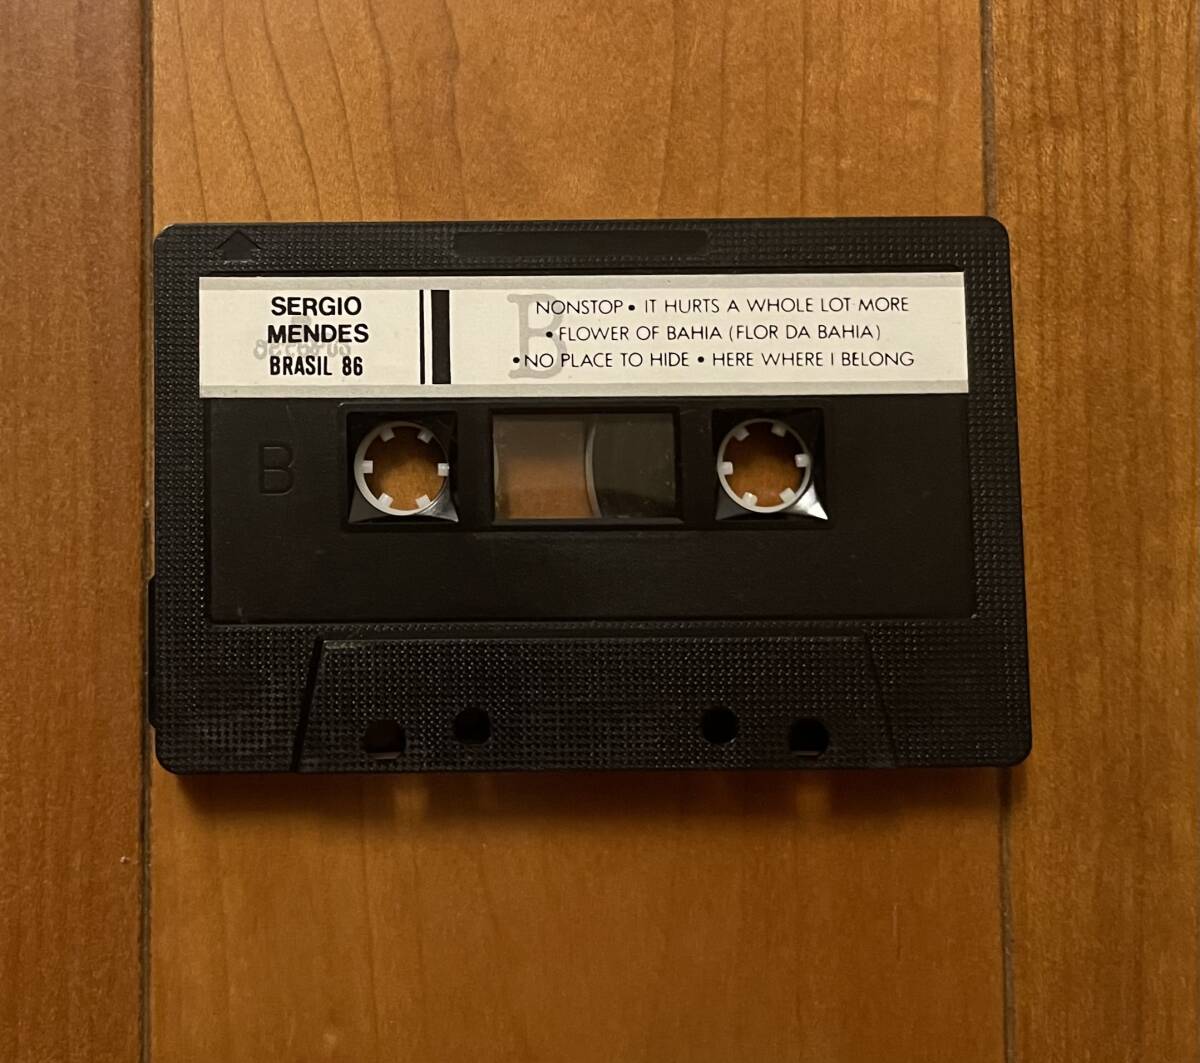 SERGIO
MENDES
BRASIL 86
B
NONSTOP • IT HURTS A WHOLE LOT MORE
• FLOWER OF BAHIA (FLOR DA BAHIA)
• NO PLACE TO HIDE • HERE WHERE I BELONG
B